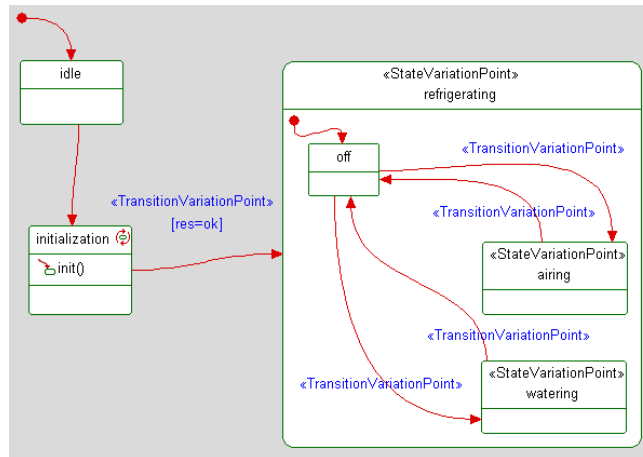 idle
«StateVariationPoint»
refrigerating
off
«TransitionVariationPoint»
«TransitionVariationPoint»
[res=ok]
«TransitionVariationPoint»
initialization
init()
«StateVariationPoint»
airing
«TransitionVariationPoint»
«StateVariationPoint»
watering
«TransitionVariationPoint»